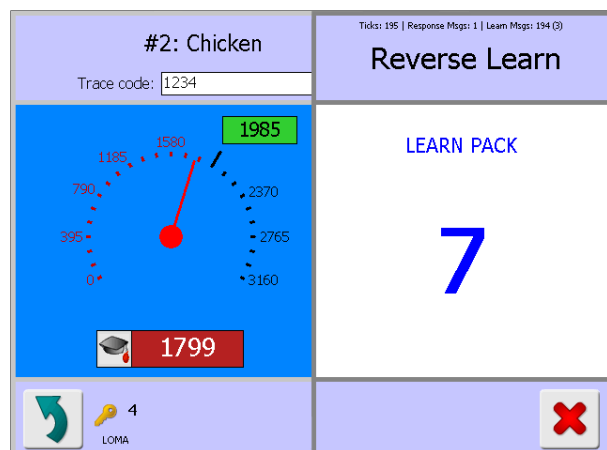 #2: Chicken
Trace code: 1234
Ticks: 195 | Response Msgs: 1 | Learn Msgs: 194 (3)
Reverse Learn
1985
1580
1185
790
395
0
2370
2765
3160
1799
LEARN PACK
7
4
LOMA